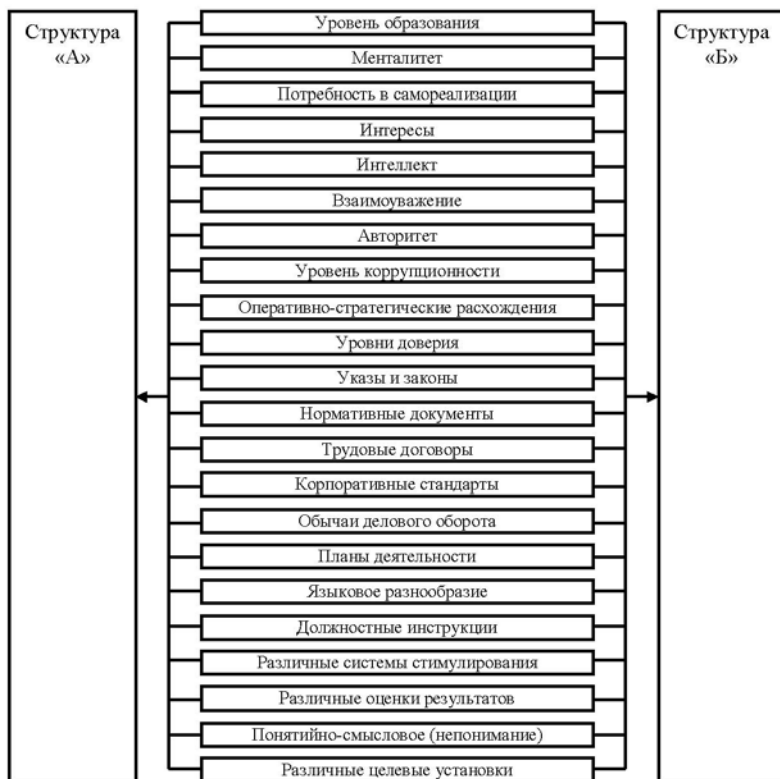 Структура
«А»
Уровень образования
Менталитет
Потребность в самореализации
Интересы
Интеллект
Взаимоуважение
Авторитет
Уровень коррупционности
Оперативно-стратегические расхождения
Уровни доверия
Указы и законы
Нормативные документы
Трудовые договоры
Корпоративные стандарты
Обычаи делового оборота
Планы деятельности
Языковое разнообразие
Должностные инструкции
Различные системы стимулирования
Различные оценки результатов
Понятийно-смысловое (непонимание)
Различные целевые установки
Структура
«Б»